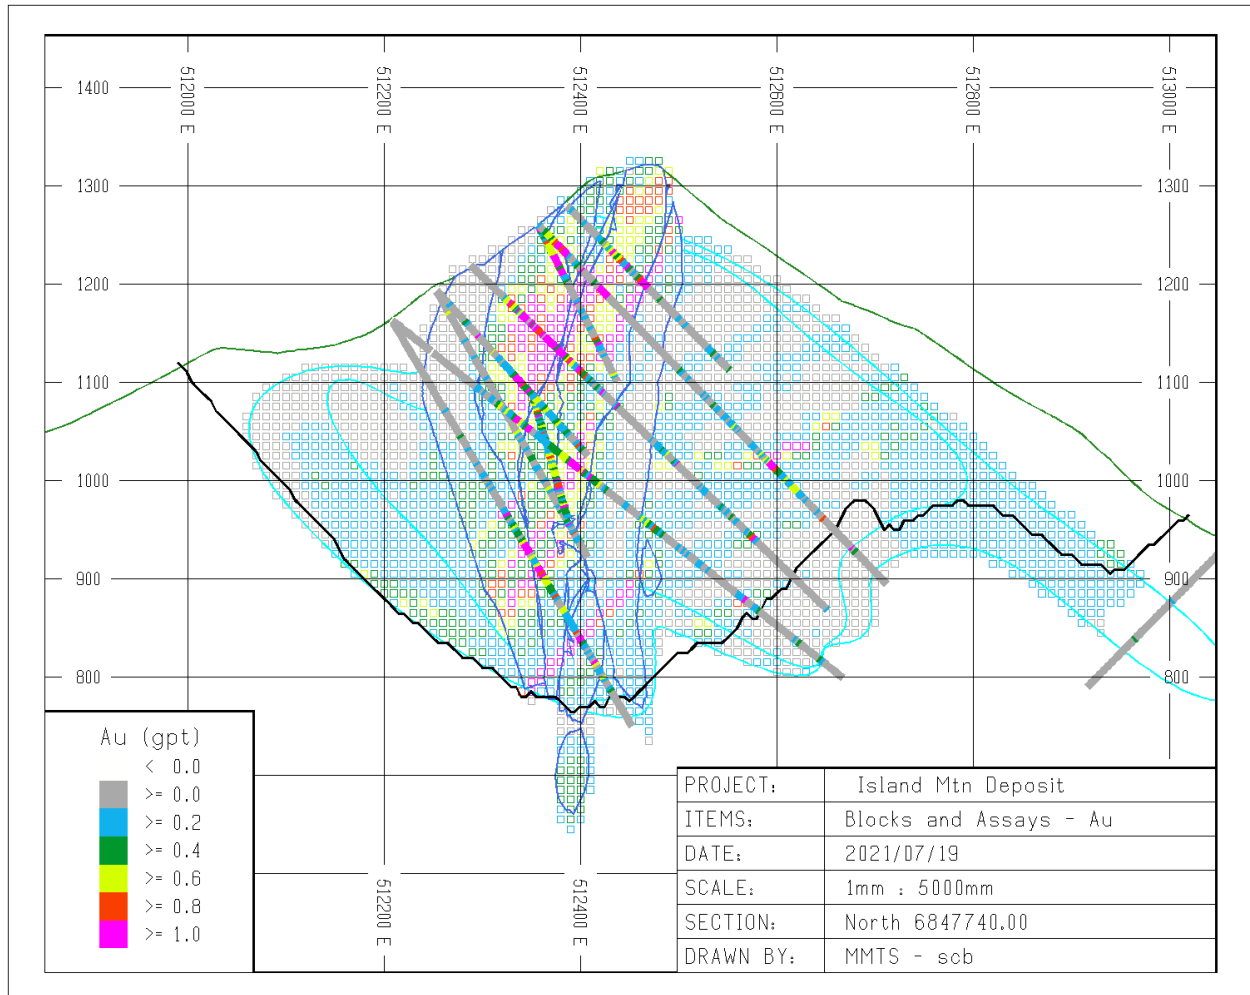 512000 E
512200 E
512400 E
512600 E
512800 E
513000 E
1400
1300 1300
1200 1200
1100 1100
1000 1000
900 900
800 800
512200 E
512400 E
Au (gpt)
< 0.0
>= 0.0
>= 0.2
>= 0.4
>= 0.6
>= 0.8
>= 1.0
PROJECT: Island Mtn Deposit
ITEMS: Blocks and Assays - Au
DATE: 2021/07/19
SCALE: 1mm : 5000mm
SECTION: North 6847740.00
DRAWN BY: MMTS - scb